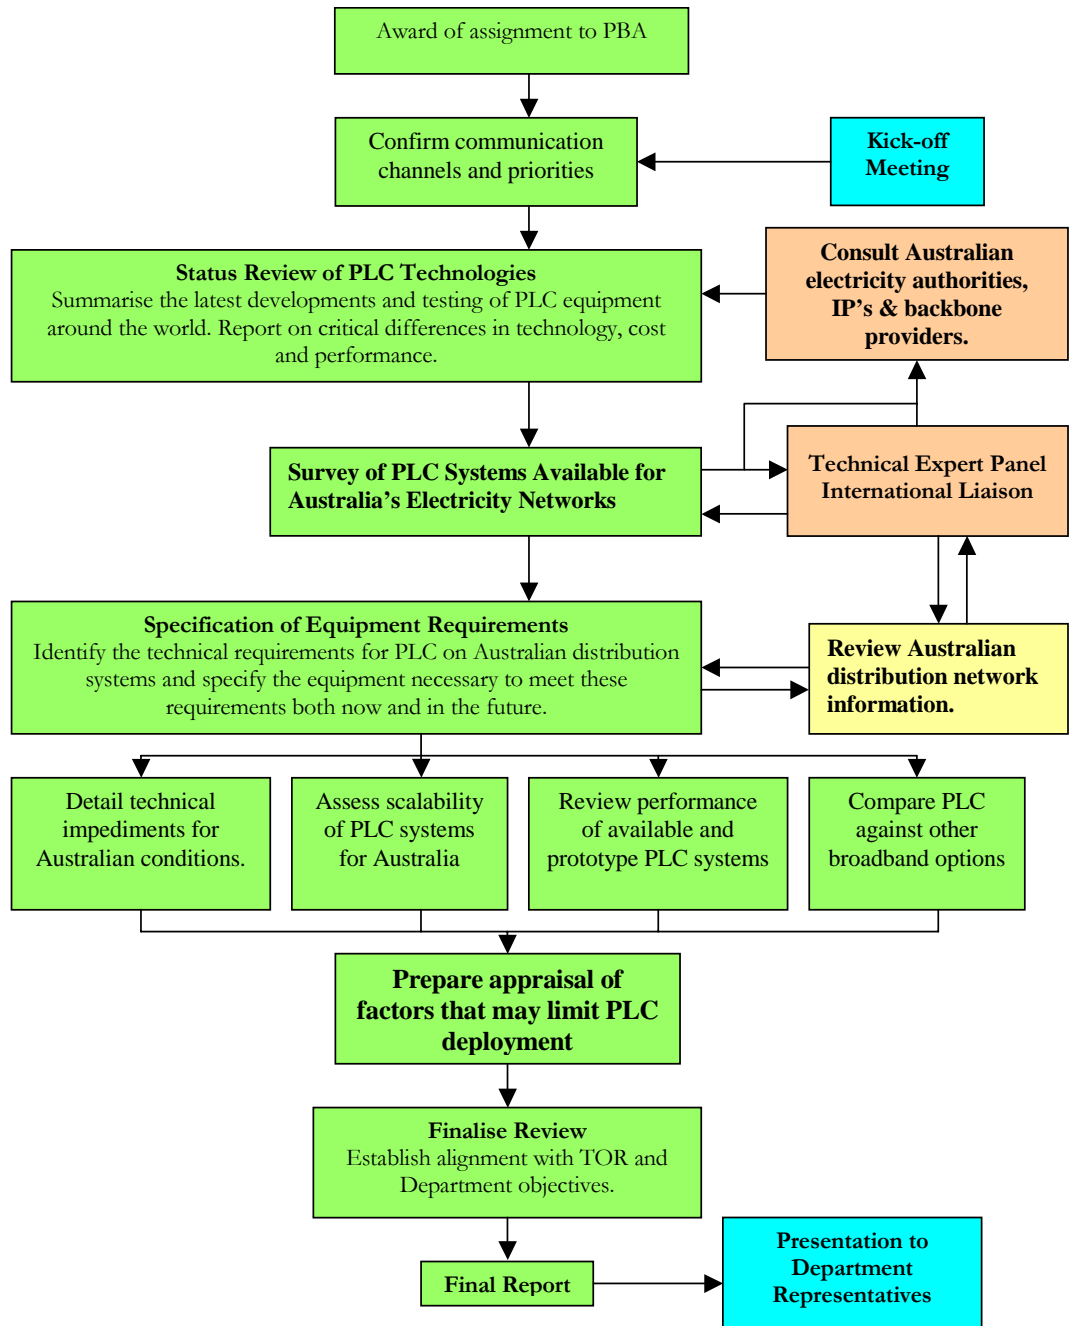 Award of assignment to PBA
Confirm communication
channels and priorities
Kick-off
Meeting
Status Review of PLC Technologies
Summarise the latest developments and testing of PLC equipment
around the world. Report on critical differences in technology, cost
and performance.
Consult Australian
electricity authorities,
IP's & backbone
providers.
Survey of PLC Systems Available for
Australia's Electricity Networks
Technical Expert Panel
International Liaison
Specification of Equipment Requirements
Identify the technical requirements for PLC on Australian distribution
systems and specify the equipment necessary to meet these
requirements both now and in the future.
Review Australian
distribution network
information.
Detail technical
impediments for
Australian conditions.
Assess scalability
of PLC systems
for Australia
Review performance
of available and
prototype PLC systems
Compare PLC
against other
broadband options
Prepare appraisal of
factors that may limit PLC
deployment
Finalise Review
Establish alignment with TOR and
Department objectives.
Final Report
Presentation to
Department
Representatives